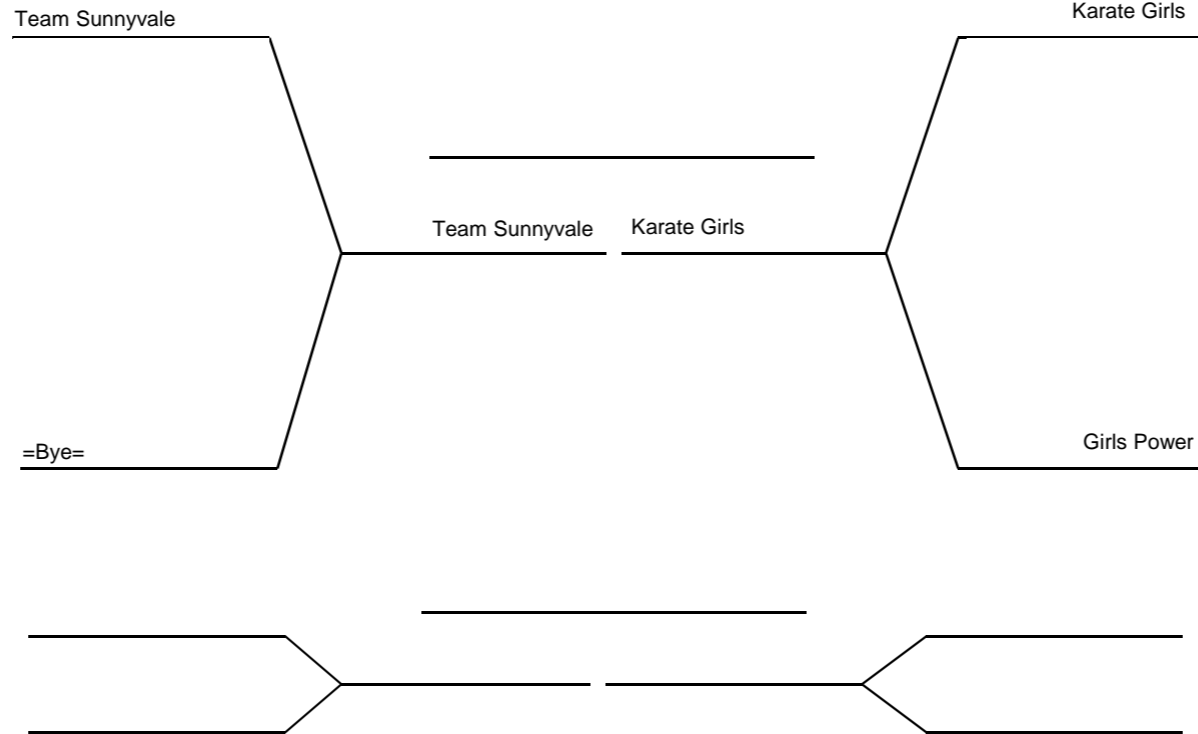 Team Sunnyvale
Karate Girls
Team Sunnyvale
Karate Girls
=Bye=
Girls Power